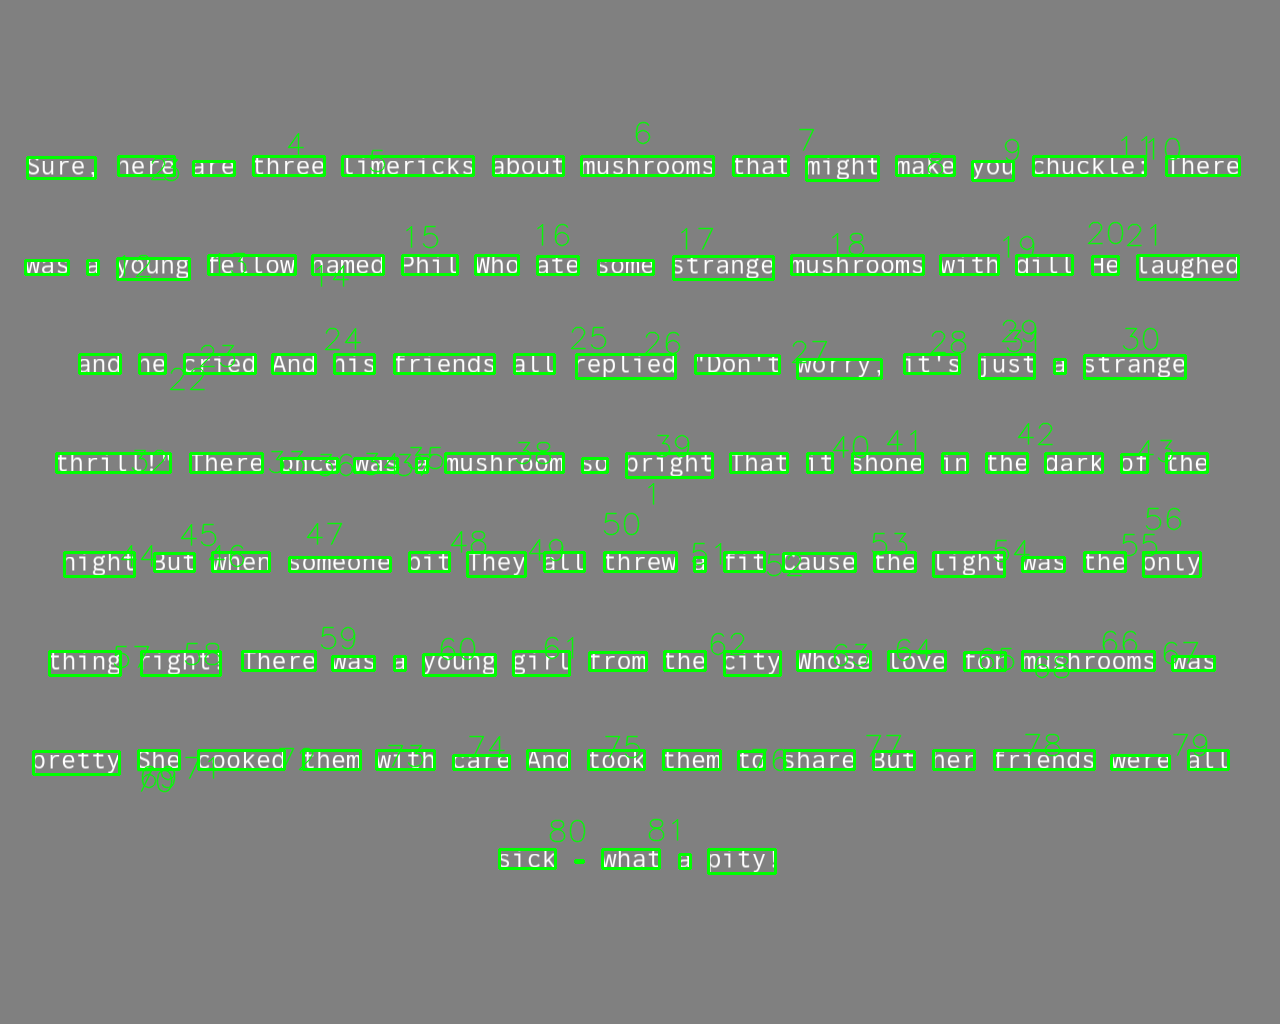 Sure, here are three limericks about mushrooms that might make you chuckle: There
was a young fellow named Phil Who ate some strange mushrooms with dill He laughed
and he cried And his friends all replied "Don't worry, it's just a strange
thrill!" There once was a mushroom so bright That it shone in the dark of the
night But when someone bit They all threw a fit Cause the light was the only
thing right! There was a young girl from the city Whose love for mushrooms was
pretty She cooked them with care And took them to share But her friends were all
sick - what a pity!